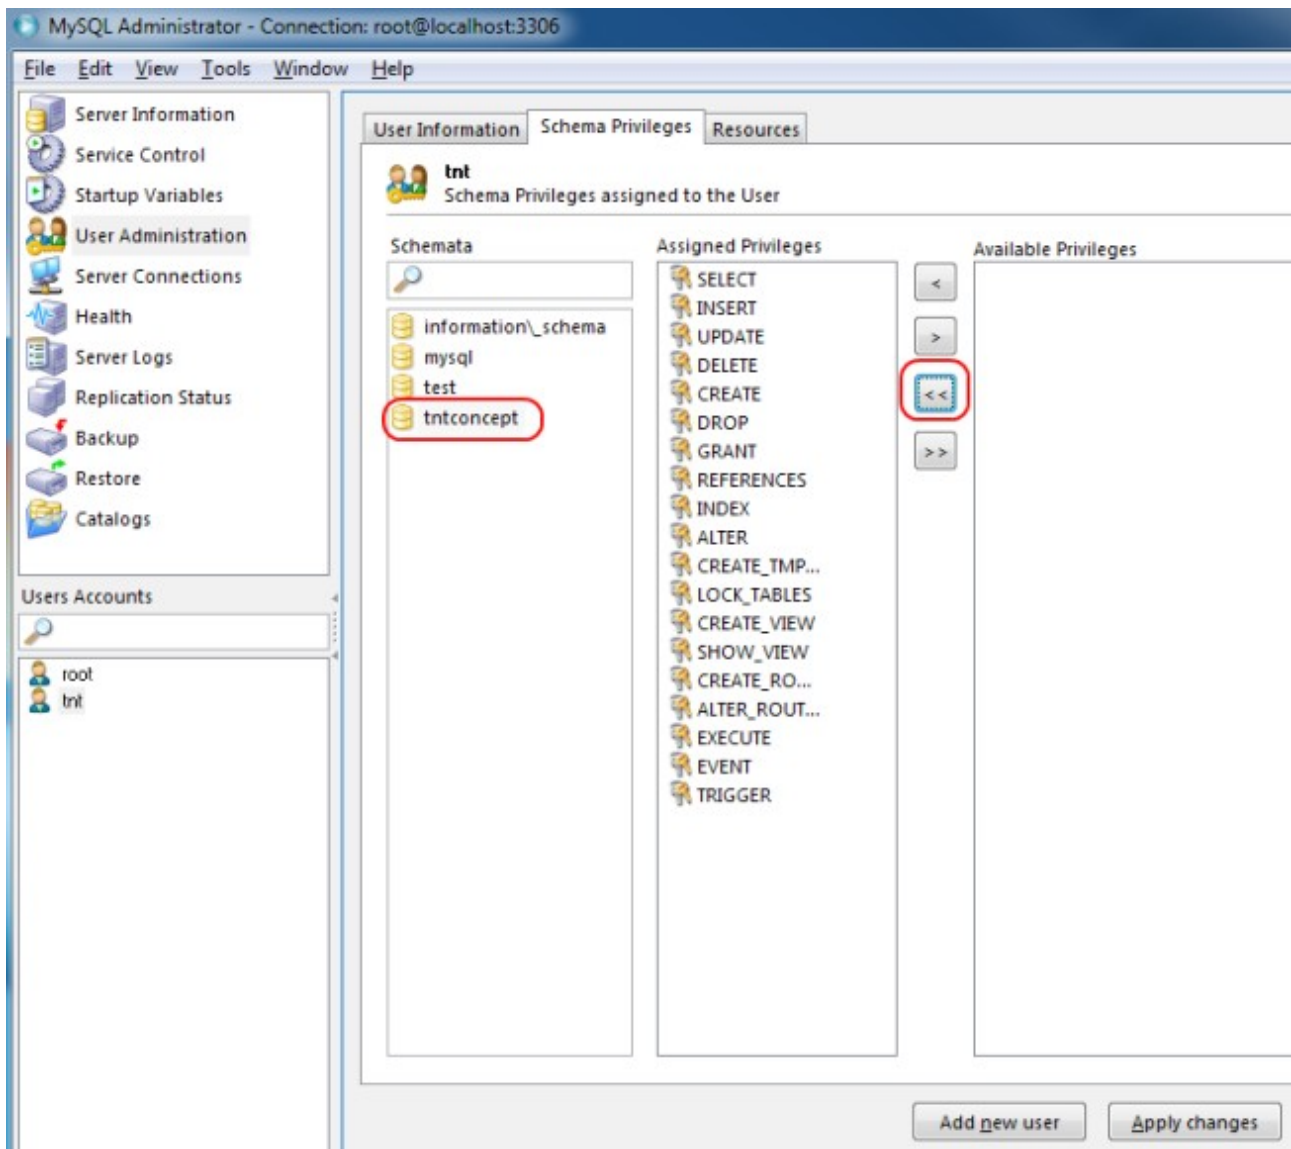 MySQL Administrator - Connection: root@localhost:3306
File Edit View Tools Window Help
Server Information
Service Control
Startup Variables
User Administration
Server Connections
Health
Server Logs
Replication Status
Backup
Restore
Catalogs
Users Accounts
root
tnt
User Information Schema Privileges Resources
tnt
Schema Privileges assigned to the User
Schemata
information\_schema
mysql
test
tntconcept
Assigned Privileges
SELECT
INSERT
UPDATE
DELETE
CREATE
DROP
GRANT
REFERENCES
INDEX
ALTER
CREATE_TMP...
LOCK_TABLES
CREATE_VIEW
SHOW_VIEW
CREATE_RO...
ALTER_ROUT...
EXECUTE
EVENT
TRIGGER
<
>
<<
>>
Available Privileges
Add new user
Apply changes